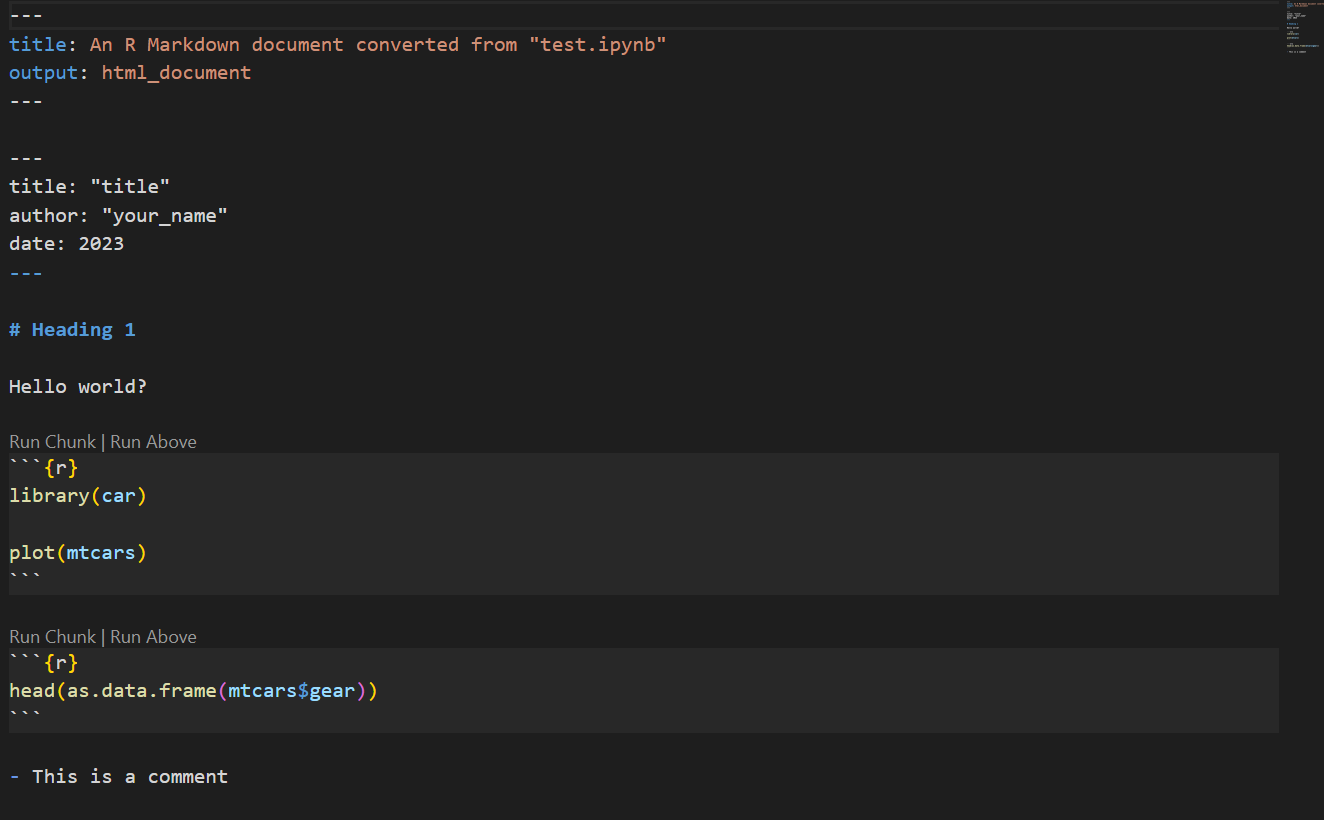 ---
title: An R Markdown document converted from "test.ipynb"
output: html_document
---
---
title: "title"
author: "your_name"
date: 2023
---
# Heading 1
Hello world?
Run Chunk | Run Above
```{r}
library(car)
plot(mtcars)
```
Run Chunk | Run Above
```{r}
head(as.data.frame(mtcars$gear))
```
- This is a comment